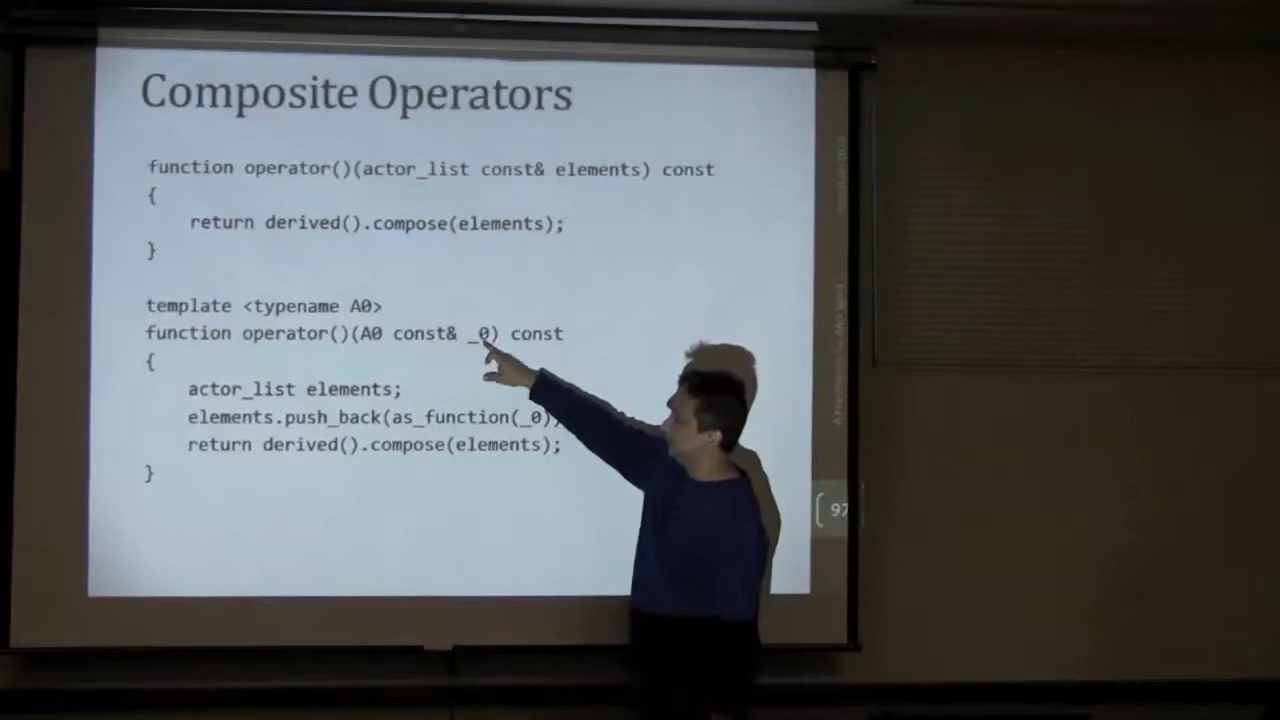 Composite Operators
function operator()(actor_list const& elements) const
{
return derived().compose(elements);
}
template <typename A0>
function operator()(A0 const& _0) const
{
actor_list elements;
elements.push_back(as_function(_0));
return derived().compose(elements);
}
97